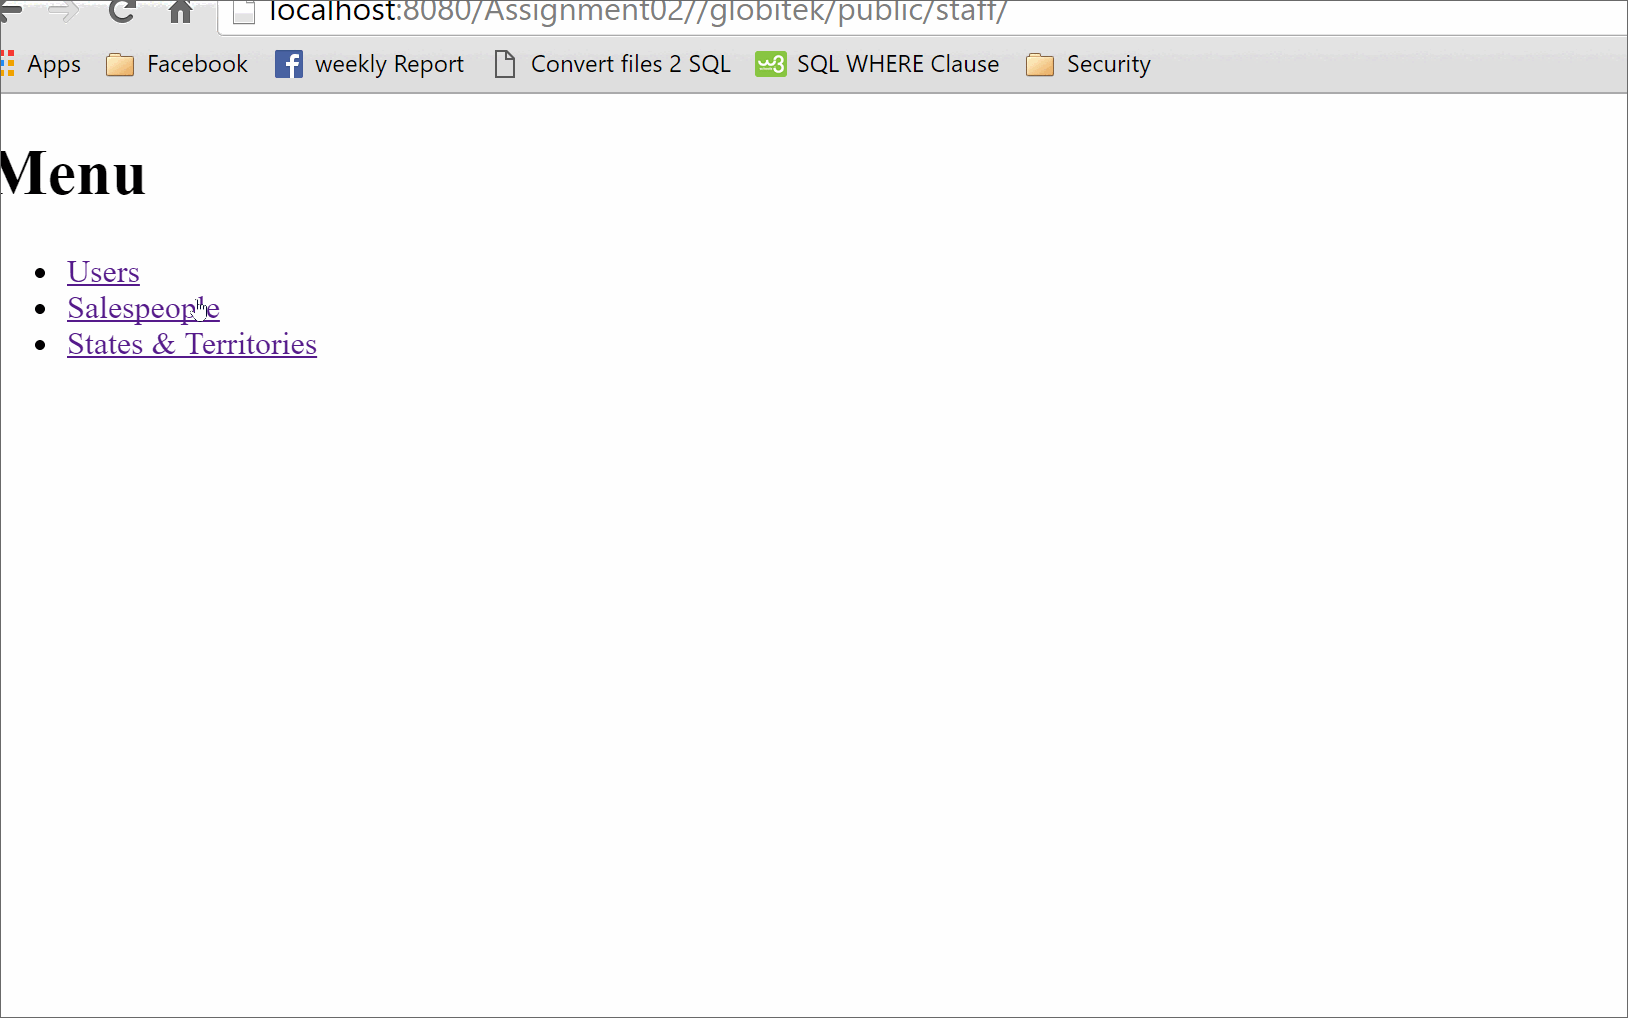 localhost:8080/Assignment02//globitek/public/staff/
Apps Facebook weekly Report Convert files 2 SQL w3 SQL WHERE Clause Security
Menu
Users
Salespeople
States & Territories